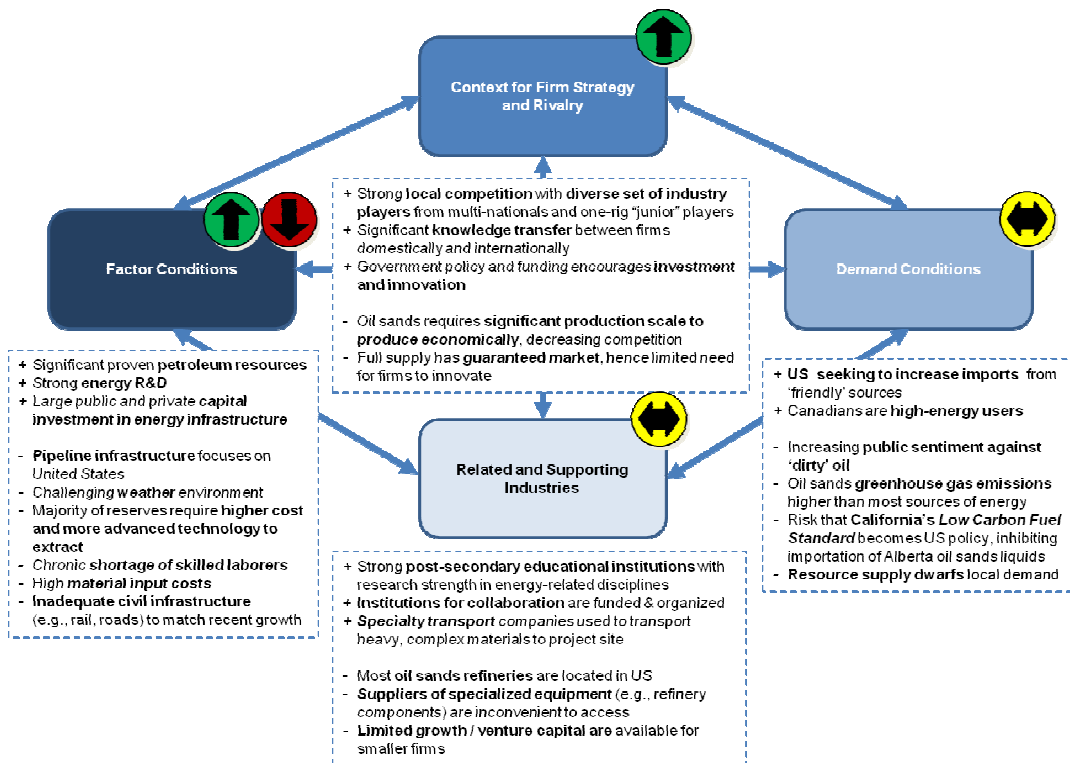 Context for Firm Strategy
and Rivalry
+ Strong local competition with diverse set of industry
players from multi-nationals and one-rig “junior” players
+ Significant knowledge transfer between firms
domestically and internationally
+ Government policy and funding encourages investment
and innovation
- Oil sands requires significant production scale to
produce economically, decreasing competition
- Full supply has guaranteed market, hence limited need
for firms to innovate
Factor Conditions
+ Significant proven petroleum resources
+ Strong energy R&D
+ Large public and private capital
investment in energy infrastructure
- Pipeline infrastructure focuses on
United States
- Challenging weather environment
- Majority of reserves require higher cost
and more advanced technology to
extract
- Chronic shortage of skilled laborers
- High material input costs
- Inadequate civil infrastructure
(e.g., rail, roads) to match recent growth
Demand Conditions
+ US seeking to increase imports from
‘friendly’ sources
+ Canadians are high-energy users
- Increasing public sentiment against
‘dirty’ oil
- Oil sands greenhouse gas emissions
higher than most sources of energy
- Risk that California’s Low Carbon Fuel
Standard becomes US policy, inhibiting
importation of Alberta oil sands liquids
- Resource supply dwarfs local demand
Related and Supporting
Industries
+ Strong post-secondary educational institutions with
research strength in energy-related disciplines
+ Institutions for collaboration are funded & organized
+ Specialty transport companies used to transport
heavy, complex materials to project site
- Most oil sands refineries are located in US
- Suppliers of specialized equipment (e.g., refinery
components) are inconvenient to access
- Limited growth / venture capital are available for
smaller firms